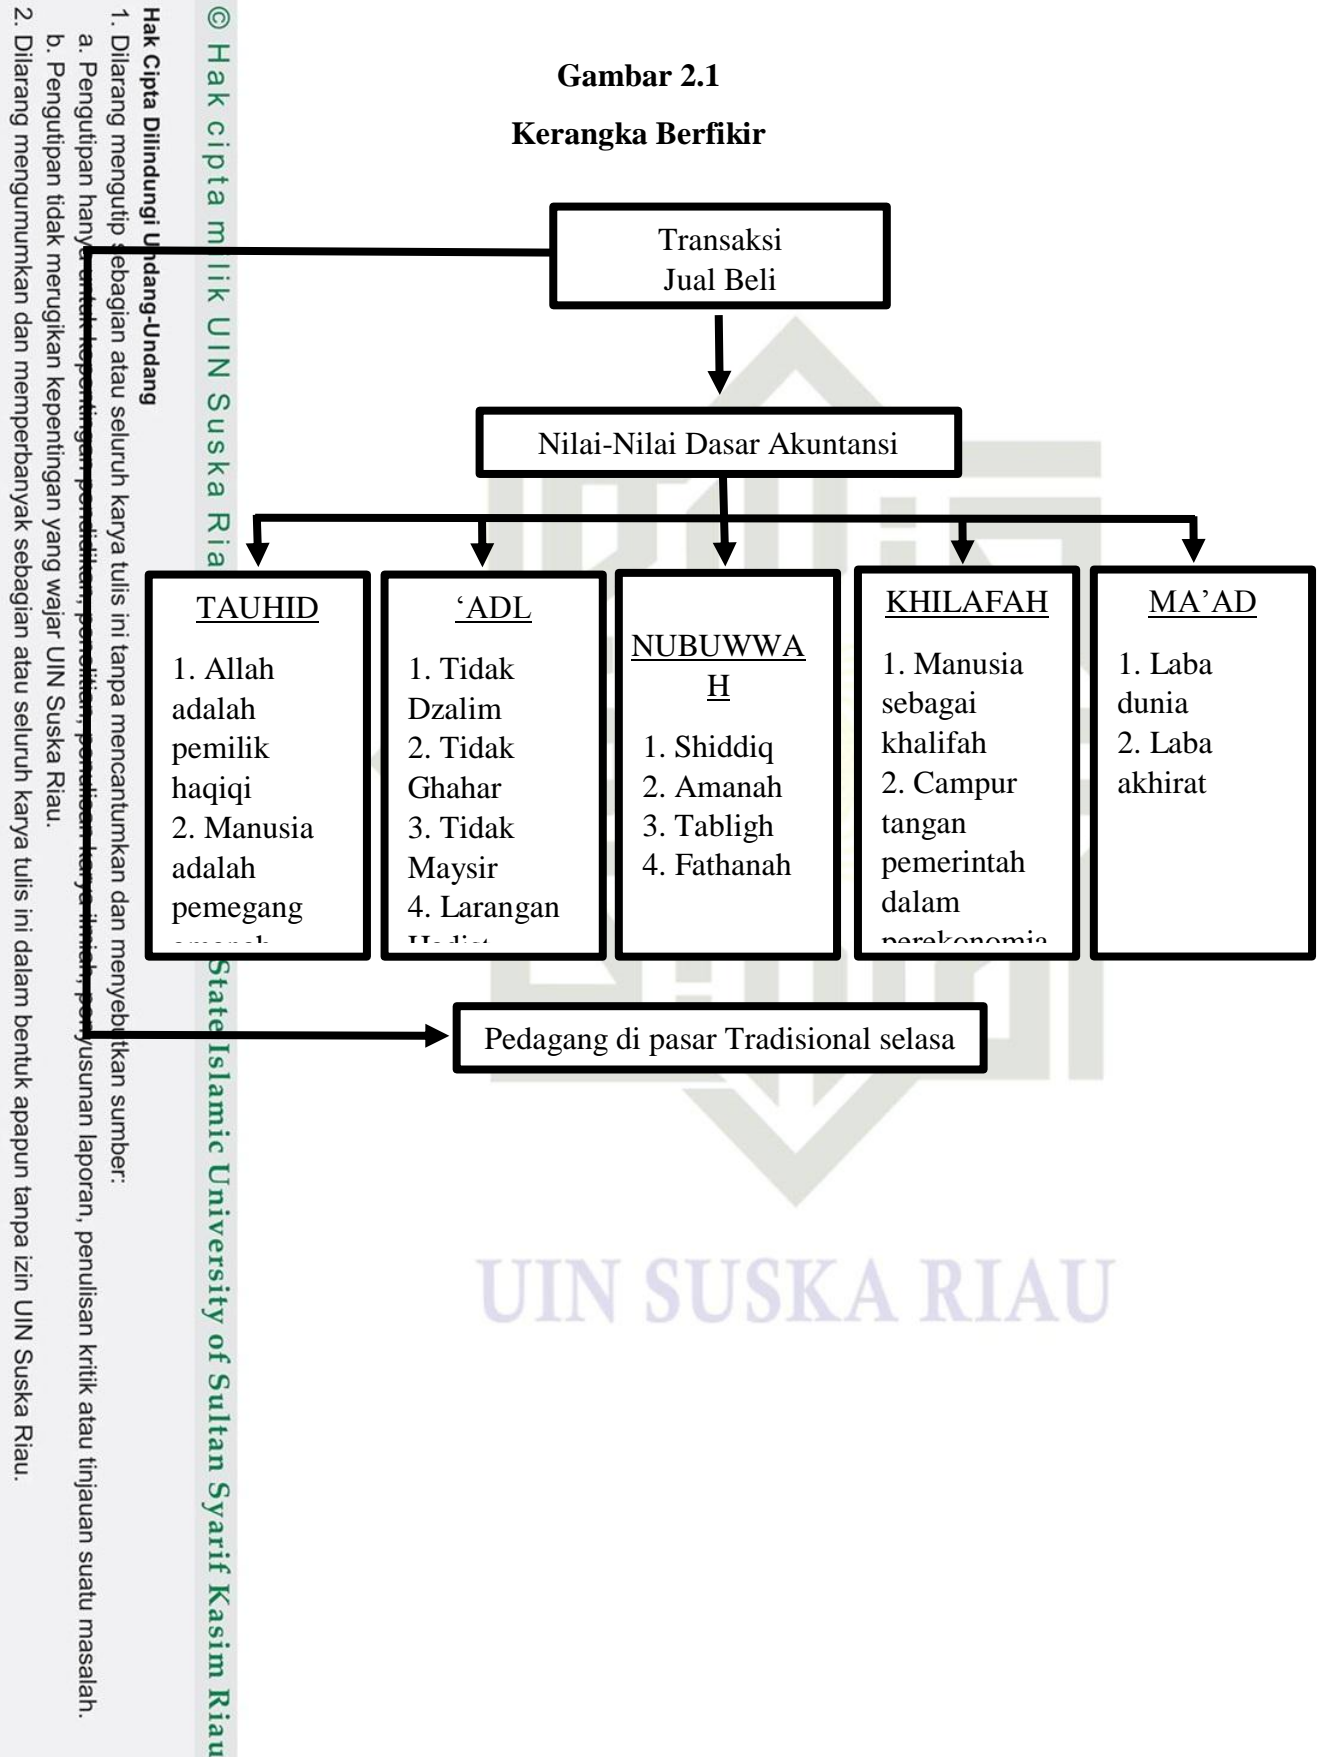 Gambar 2.1
Kerangka Berfikir
Transaksi
Jual Beli
Nilai-Nilai Dasar Akuntansi
TAUHID
1. Allah
adalah
pemilik
haqiqi
2. Manusia
adalah
pemegang
‘ADL
1. Tidak
Dzalim
2. Tidak
Ghahar
3. Tidak
Maysir
4. Larangan
NUBUWWA
H
1. Shiddiq
2. Amanah
3. Tabligh
4. Fathanah
KHILAFAH
1. Manusia
sebagai
khalifah
2. Campur
tangan
pemerintah
dalam
perekonomia
MA’AD
1. Laba
dunia
2. Laba
akhirat
Pedagang di pasar Tradisional selasa
UIN SUSKA RIAU
© Hak cipta milik UIN Suska Ria
State Islamic University of Sultan Syarif Kasim Riau
Hak Cipta Dilindungi Undang-Undang
1. Dilarang mengutip sebagian atau seluruh karya tulis ini tanpa mencantumkan dan menyebutkan sumber:
a. Pengutipan hanya untuk kepentingan pendidikan, penelitian, penulisan karya ilmiah, penyusunan laporan, penulisan kritik atau tinjauan suatu masalah.
b. Pengutipan tidak merugikan kepentingan yang wajar UIN Suska Riau.
2. Dilarang mengumumkan dan memperbanyak sebagian atau seluruh karya tulis ini dalam bentuk apapun tanpa izin UIN Suska Riau.